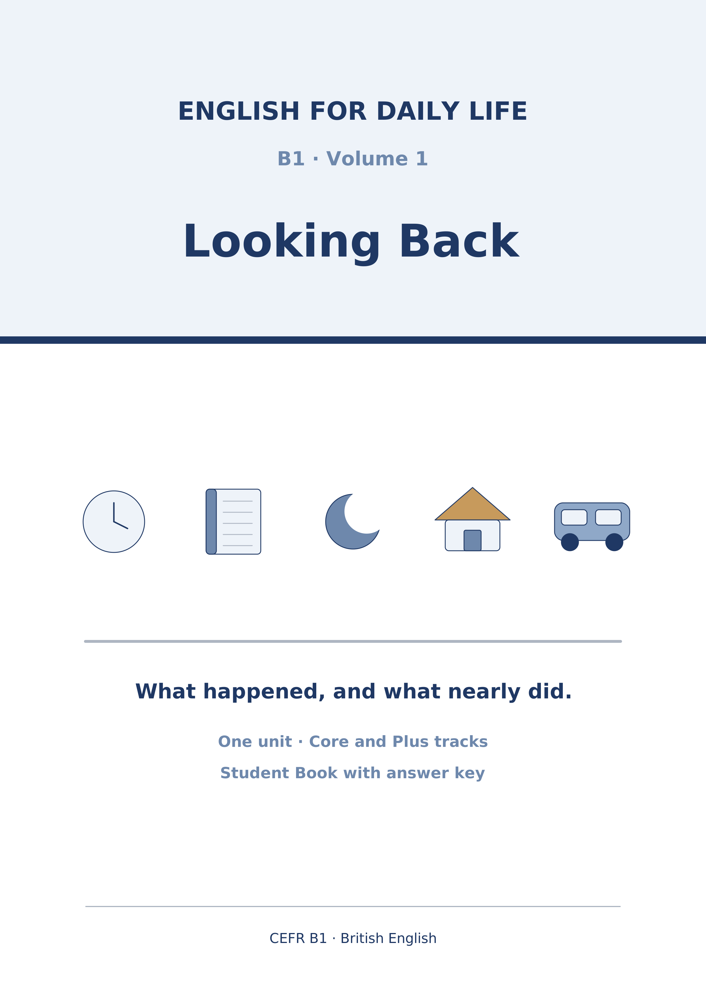 ENGLISH FOR DAILY LIFE
B1 · Volume 1
Looking Back
What happened, and what nearly did.
One unit · Core and Plus tracks
Student Book with answer key
CEFR B1 · British English